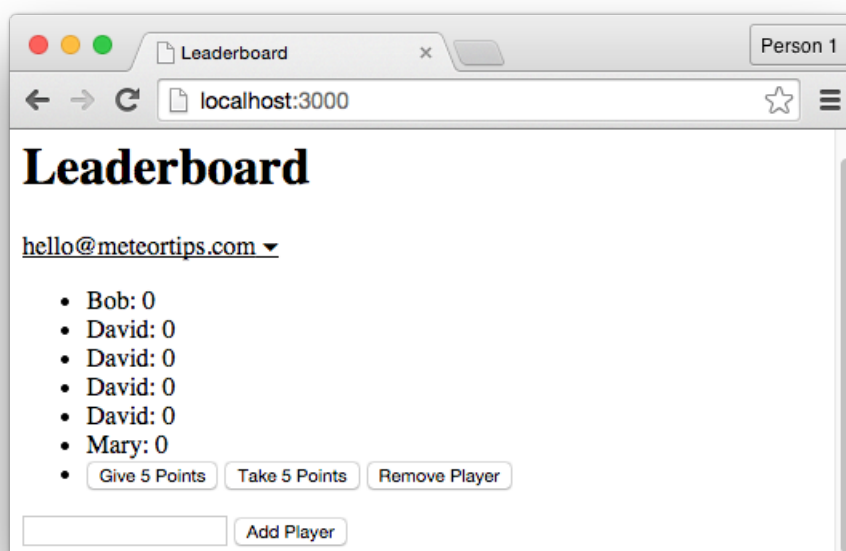 Leaderboard
Person 1
localhost:3000
Leaderboard
hello@meteortips.com
Bob: 0
David: 0
David: 0
David: 0
David: 0
Mary: 0
Give 5 Points Take 5 Points Remove Player
Add Player